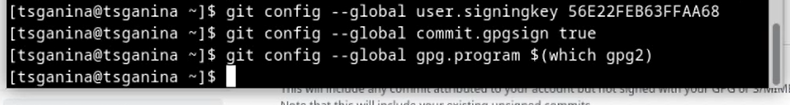 [tsganina@tsganina ~]$ git config --global user.signingkey 56E22FEB63FFAA68
[tsganina@tsganina ~]$ git config --global commit.gpgsign true
[tsganina@tsganina ~]$ git config --global gpg.program $(which gpg2)
[tsganina@tsganina ~]$
This will include any commit attributed to your account but not signed with your GPG or S/MIME
Note that this will include your existing unsigned commits